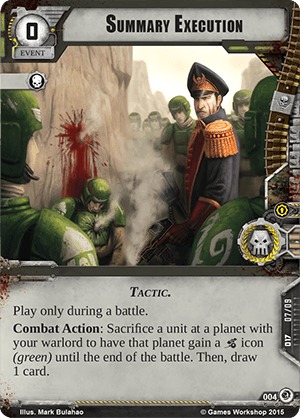 0
SUMMARY EXECUTION
EVENT
TACTIC.
Play only during a battle.
Combat Action: Sacrifice a unit at a planet with
your warlord to have that planet gain a icon
(green) until the end of the battle. Then, draw
1 card.
017 07/09
004
Illus. Mark Bulahao
© Games Workshop 2015